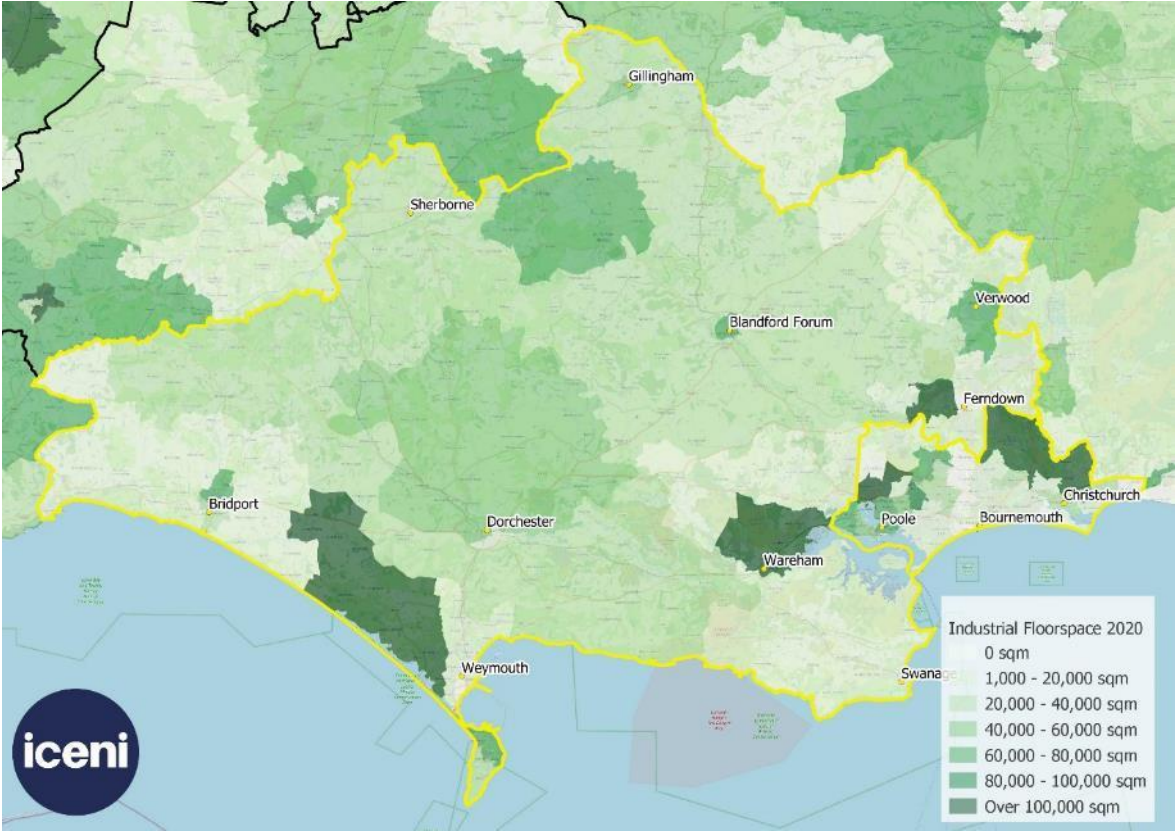 Gillingham
Sherborne
Verwood
Blandford Forum
Ferndown
Bridport
Dorchester
Christchurch
Poole
Bournemouth
Wareham
Weymouth
Swanage
Industrial Floorspace 2020
0 sqm
1,000 - 20,000 sqm
20,000 - 40,000 sqm
40,000 - 60,000 sqm
60,000 - 80,000 sqm
80,000 - 100,000 sqm
Over 100,000 sqm
iceni